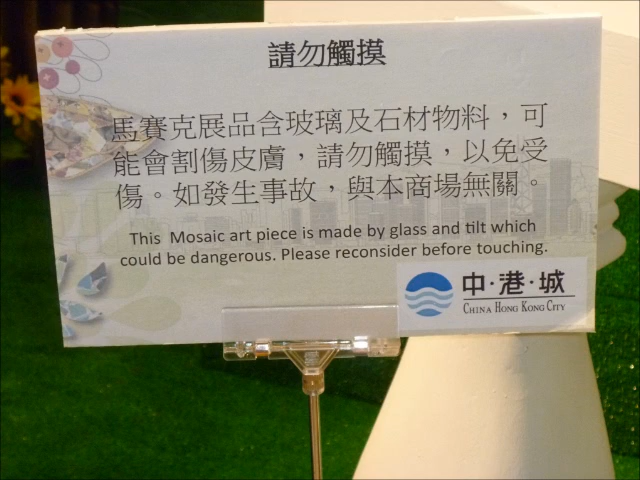 請勿觸摸
馬賽克展品含玻璃及石材物料，可
能會割傷皮膚，請勿觸摸，以免受
傷。如發生事故，與本商場無關。
This Mosaic art piece is made by glass and tilt which
could be dangerous. Please reconsider before touching.
中·港·城
CHINA HONG KONG CITY